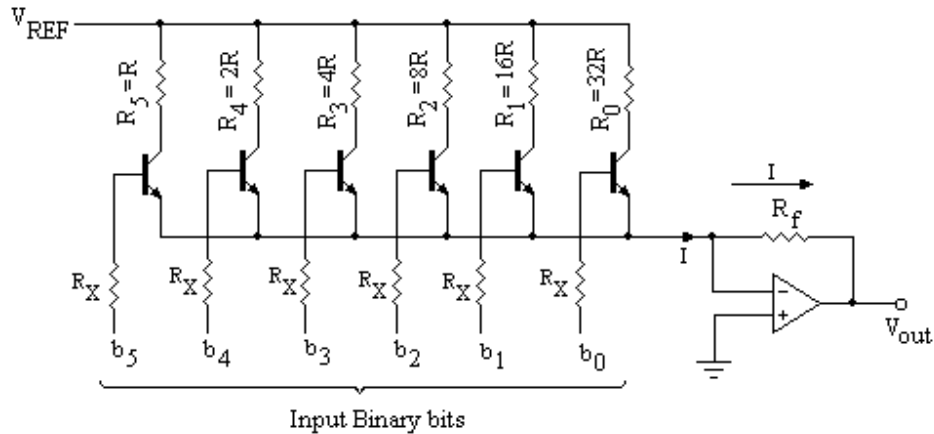 V_REF
R_5 = R
R_4 = 2R
R_3 = 4R
R_2 = 8R
R_1 = 16R
R_0 = 32R
I
R_f
I
R_X
R_X
R_X
R_X
R_X
R_X
−
+
V_out
b_5
b_4
b_3
b_2
b_1
b_0
Input Binary bits